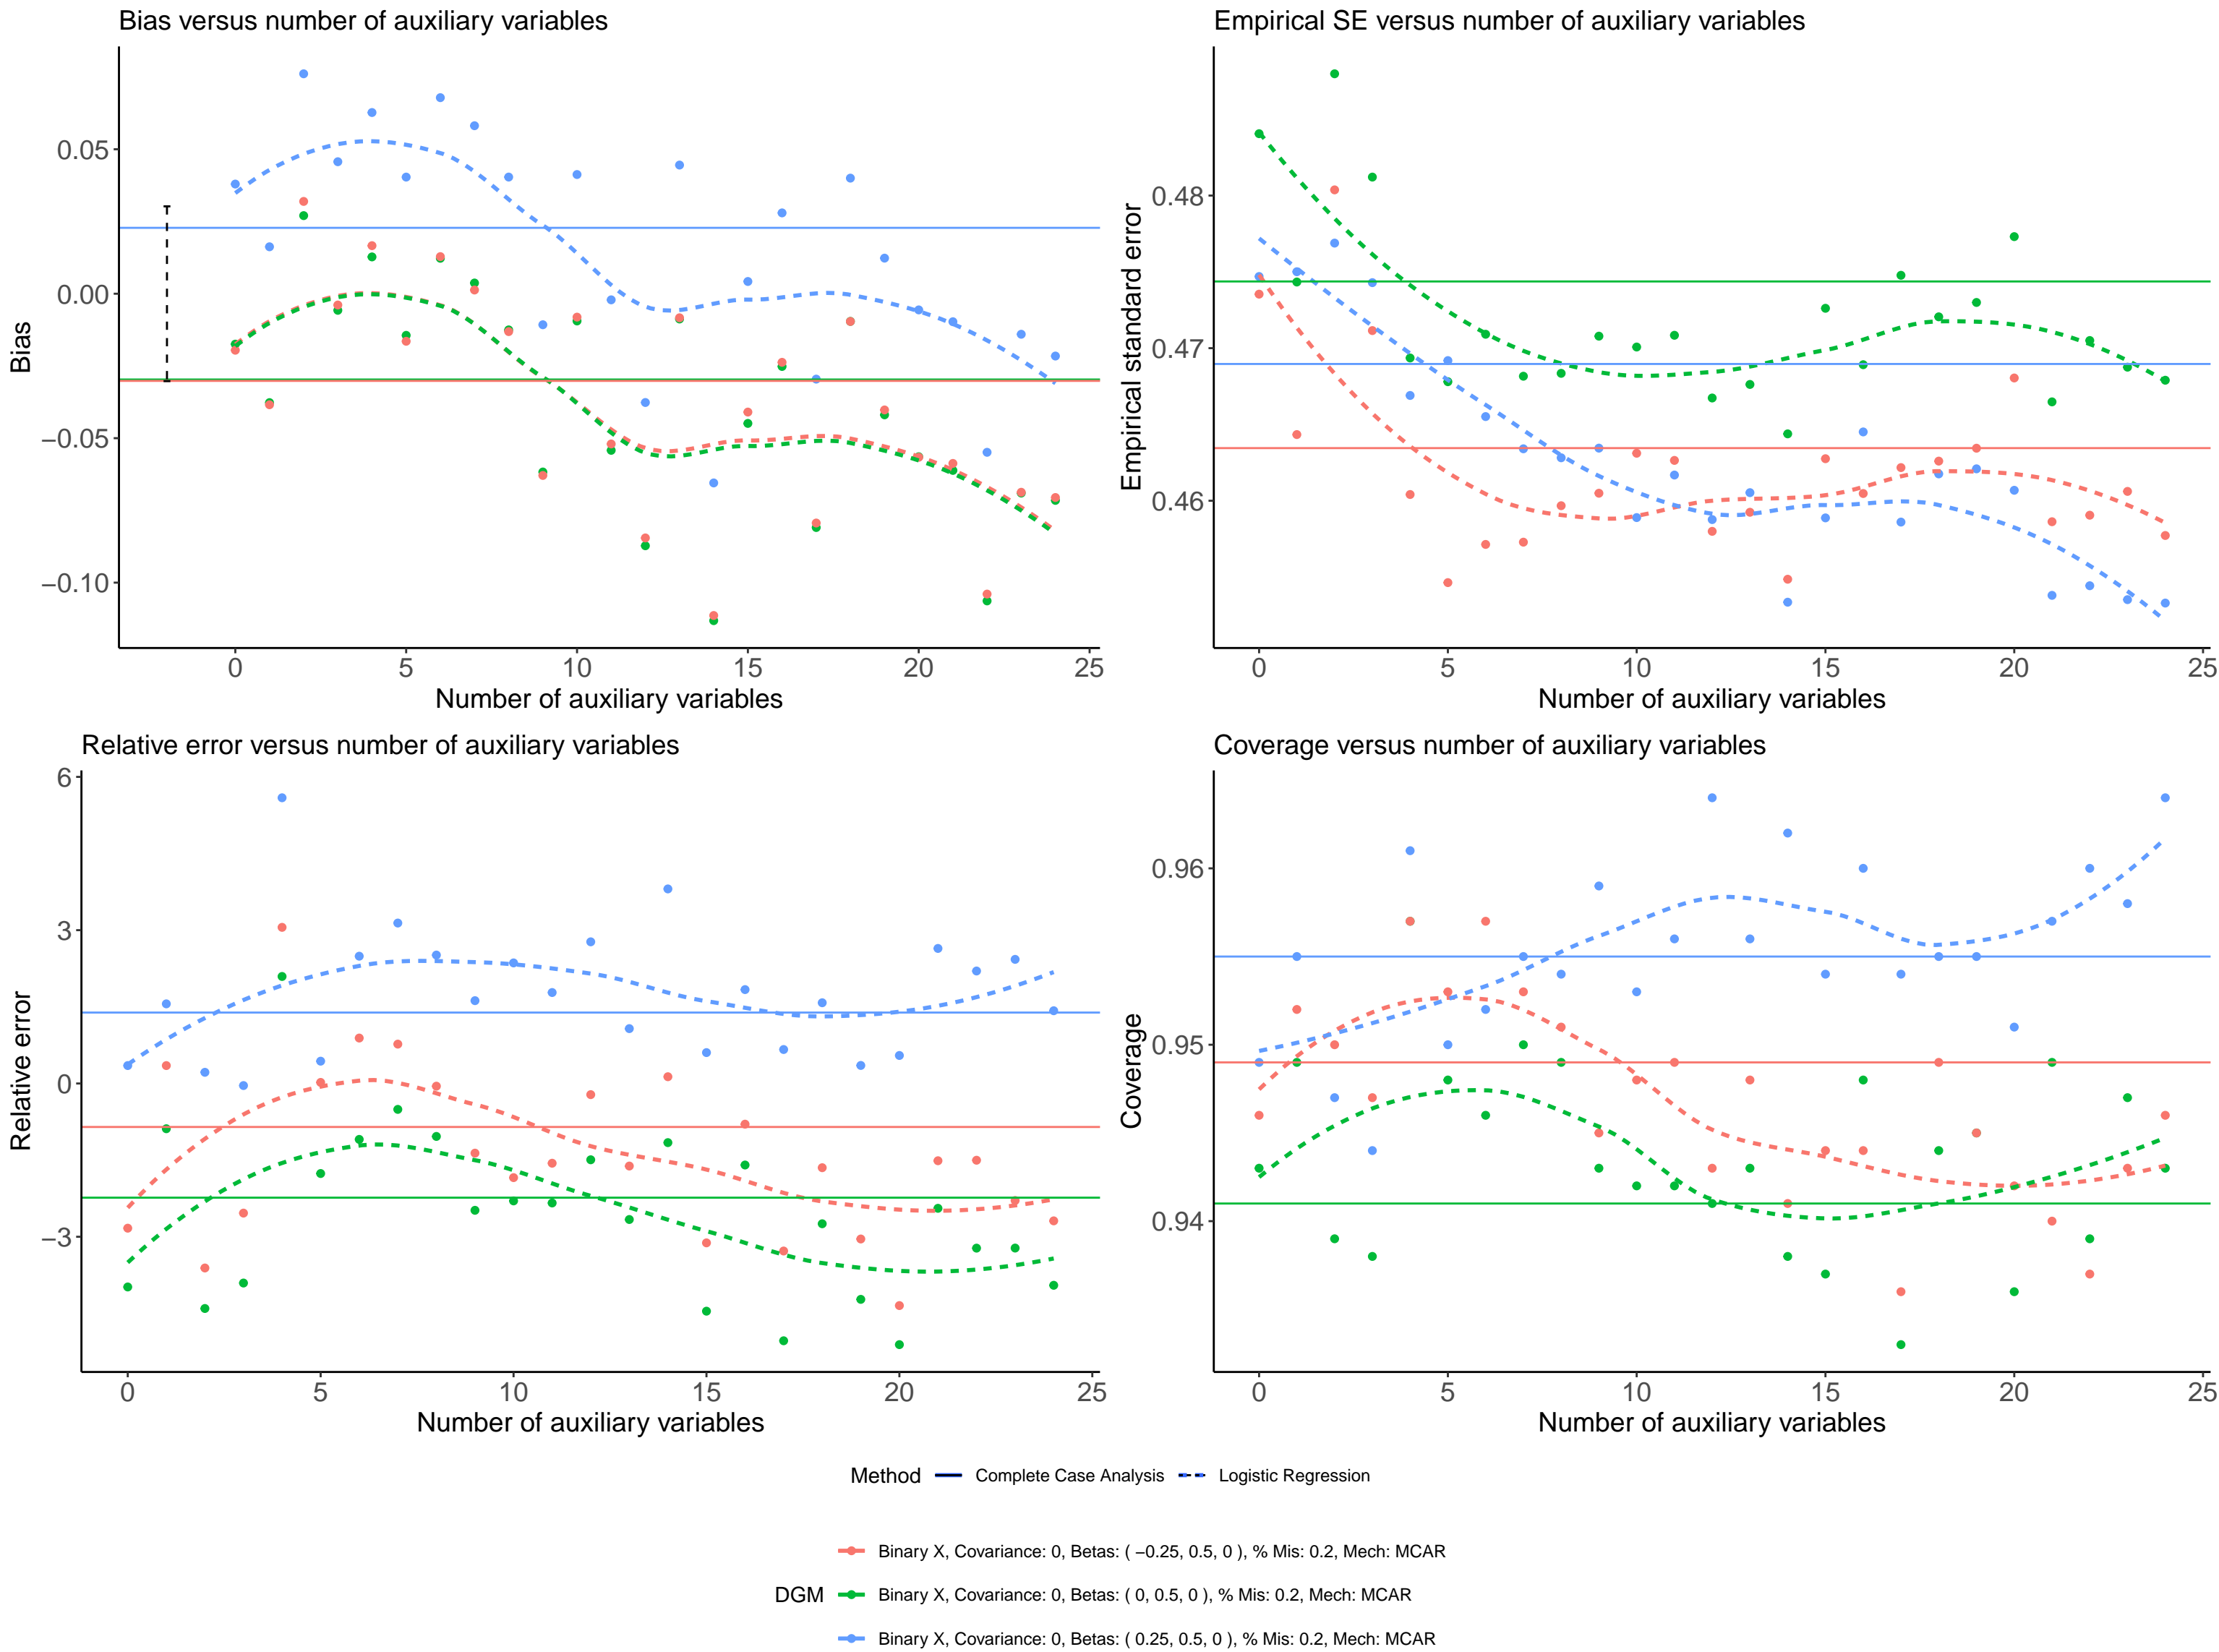 Bias versus number of auxiliary variables
Bias
0.05
0.00
−0.05
−0.10
0 5 10 15 20 25
Number of auxiliary variables
Empirical SE versus number of auxiliary variables
Empirical standard error
0.48
0.47
0.46
0 5 10 15 20 25
Number of auxiliary variables
Relative error versus number of auxiliary variables
Relative error
6
3
0
−3
0 5 10 15 20 25
Number of auxiliary variables
Coverage versus number of auxiliary variables
Coverage
0.96
0.95
0.94
0 5 10 15 20 25
Number of auxiliary variables
Method Complete Case Analysis Logistic Regression
DGM
Binary X, Covariance: 0, Betas: ( −0.25, 0.5, 0 ), % Mis: 0.2, Mech: MCAR
Binary X, Covariance: 0, Betas: ( 0, 0.5, 0 ), % Mis: 0.2, Mech: MCAR
Binary X, Covariance: 0, Betas: ( 0.25, 0.5, 0 ), % Mis: 0.2, Mech: MCAR